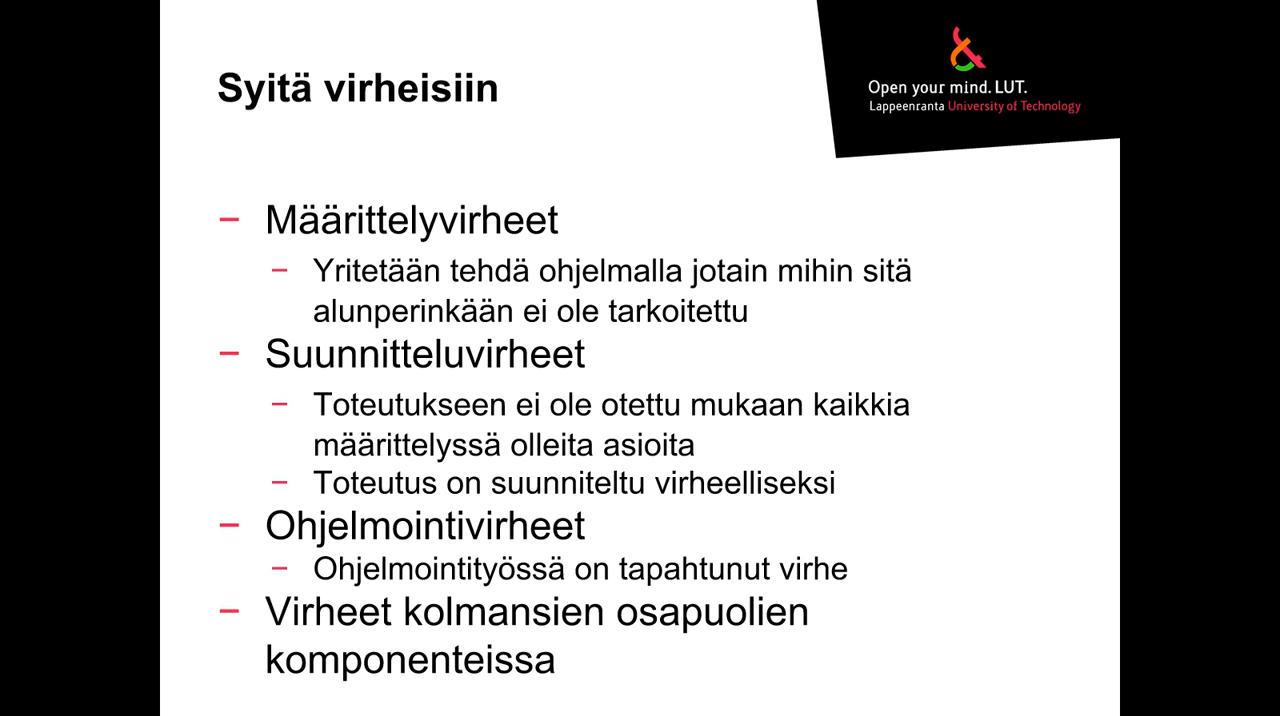 Syitä virheisiin
Open your mind. LUT.
Lappeenranta University of Technology
– Määrittelyvirheet
– Yritetään tehdä ohjelmalla jotain mihin sitä
alunperinkään ei ole tarkoitettu
– Suunnitteluvirheet
– Toteutukseen ei ole otettu mukaan kaikkia
määrittelyssä olleita asioita
– Toteutus on suunniteltu virheelliseksi
– Ohjelmointivirheet
– Ohjelmointityössä on tapahtunut virhe
– Virheet kolmansien osapuolien
komponenteissa